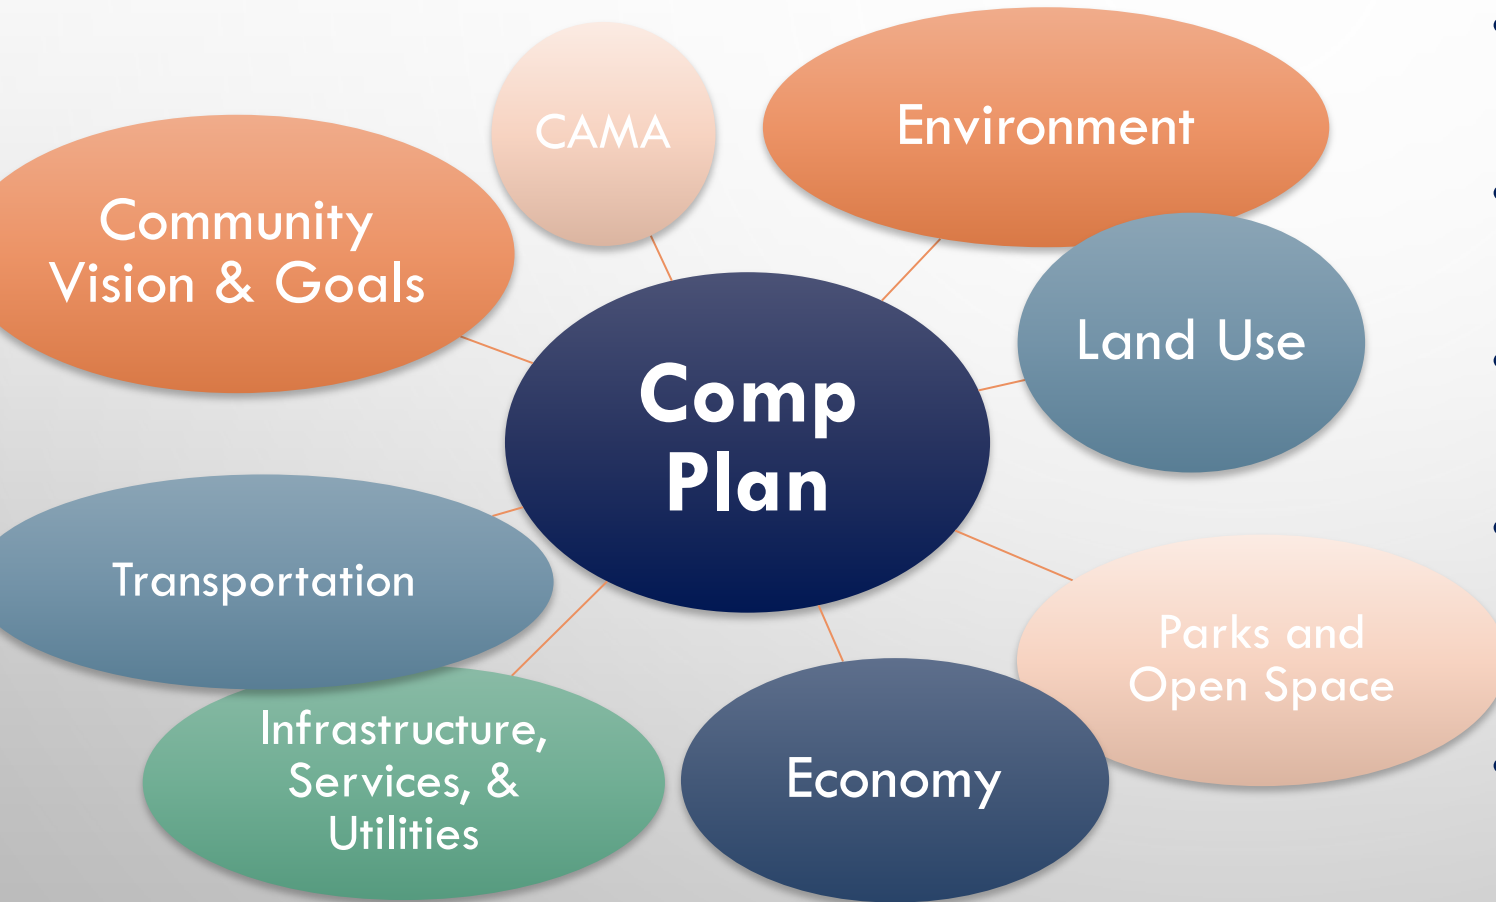 CAMA
Environment
Community
Vision & Goals
Land Use
Comp
Plan
Transportation
Parks and
Open Space
Infrastructure,
Services, &
Utilities
Economy